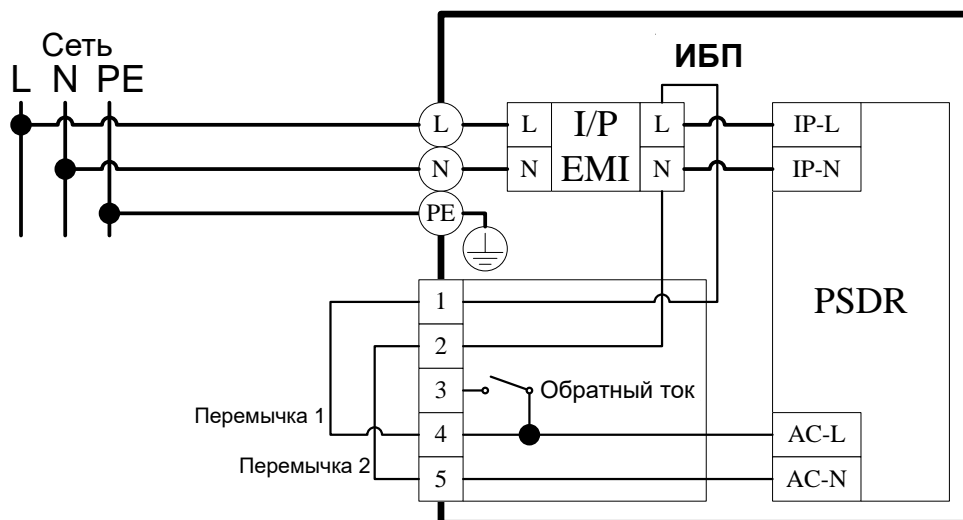 Сеть
L N PE
ИБП
L L I/P L IP-L
N N EMI N IP-N
PE
1
PSDR
2
3 Обратный ток
Перемычка 1
4 AC-L
Перемычка 2
5 AC-N